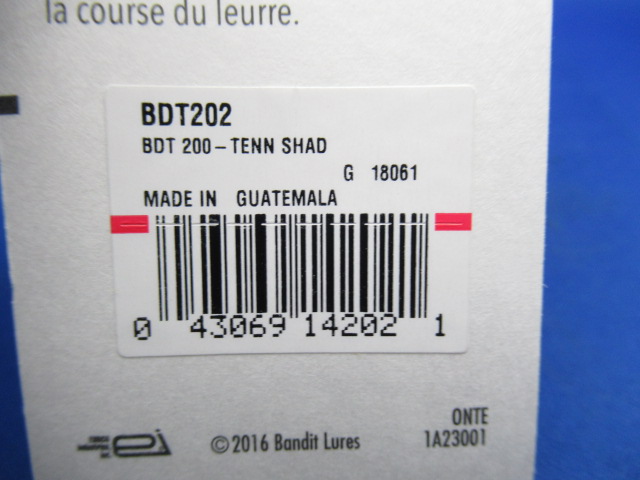 la course du leurre.
BDT202
BDT 200-TENN SHAD
G 18061
MADE IN GUATEMALA
0 43069 14202 1
ei
©2016 Bandit Lures
ONTE
1A23001